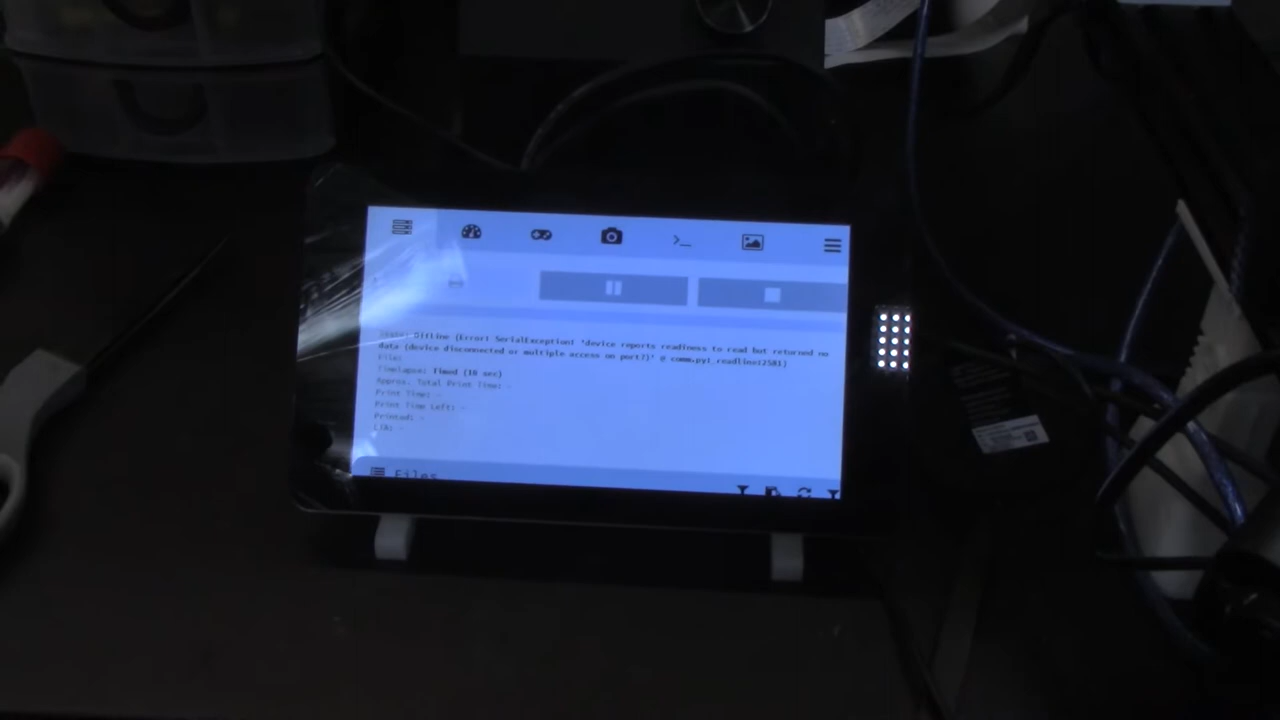 State: Offline (Error: SerialException: 'device reports readiness to read but returned no
data (device disconnected or multiple access on port?)' @ comm.py:_readline:2581)
File:
Timelapse: Timed (10 sec)
Approx. Total Print Time: -
Print Time: -
Print Time Left: -
Printed: -
Files